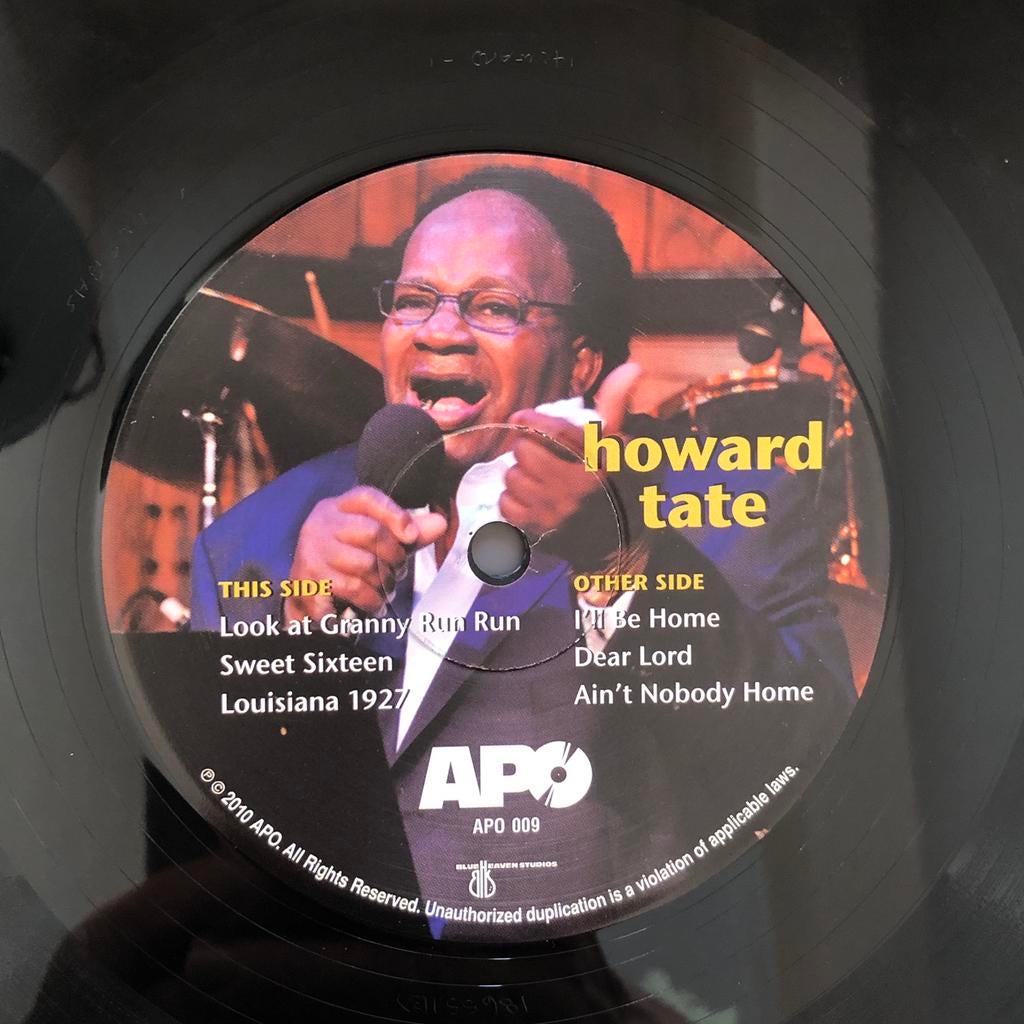 howard
tate
THIS SIDE
Look at Granny Run Run
Sweet Sixteen
Louisiana 1927
OTHER SIDE
I'll Be Home
Dear Lord
Ain't Nobody Home
APO
APO 009
BLUE HEAVEN STUDIOS
BHS
℗ © 2010 APO. All Rights Reserved. Unauthorized duplication is a violation of applicable laws.